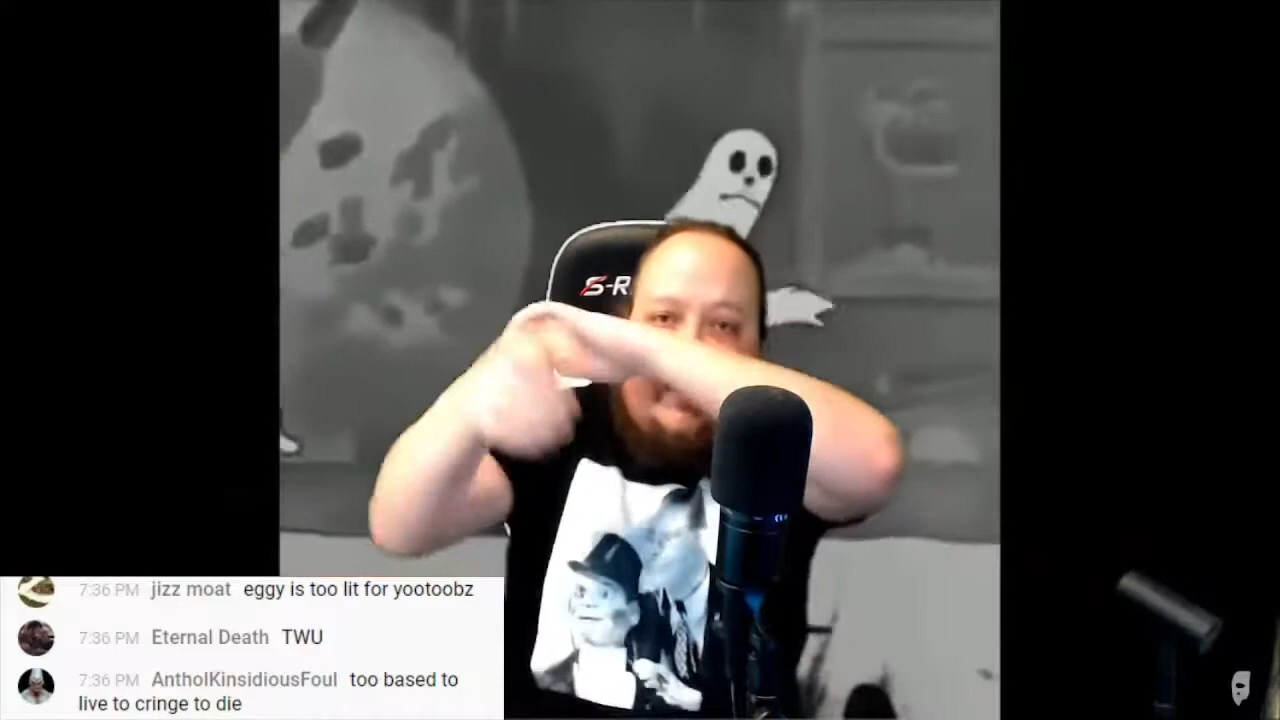 S-R
7:36 PM jizz moat eggy is too lit for yootoobz
7:36 PM Eternal Death TWU
7:36 PM AntholKinsidiousFoul too based to
live to cringe to die